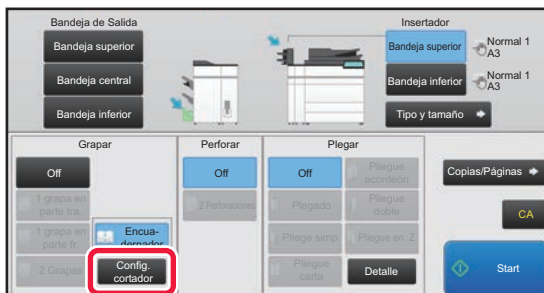 Bandeja de Salida
Insertador
Bandeja superior
Bandeja central
Bandeja inferior
Bandeja superior
Normal 1
A3
Bandeja inferior
Normal 1
A3
Tipo y tamaño
Grapar
Perforar
Plegar
Off
1 grapa en
parte tra.
1 grapa en
parte fr.
2 Grapas
Encua-
dernador
Config.
cortador
Off
2 Perforaciones
Off
Pliegue
acordeón
Plegado
Pliegue
doble
Pliege simp.
Pliegue en Z
Pliegue
carta
Detalle
Copias/Páginas
CA
Start